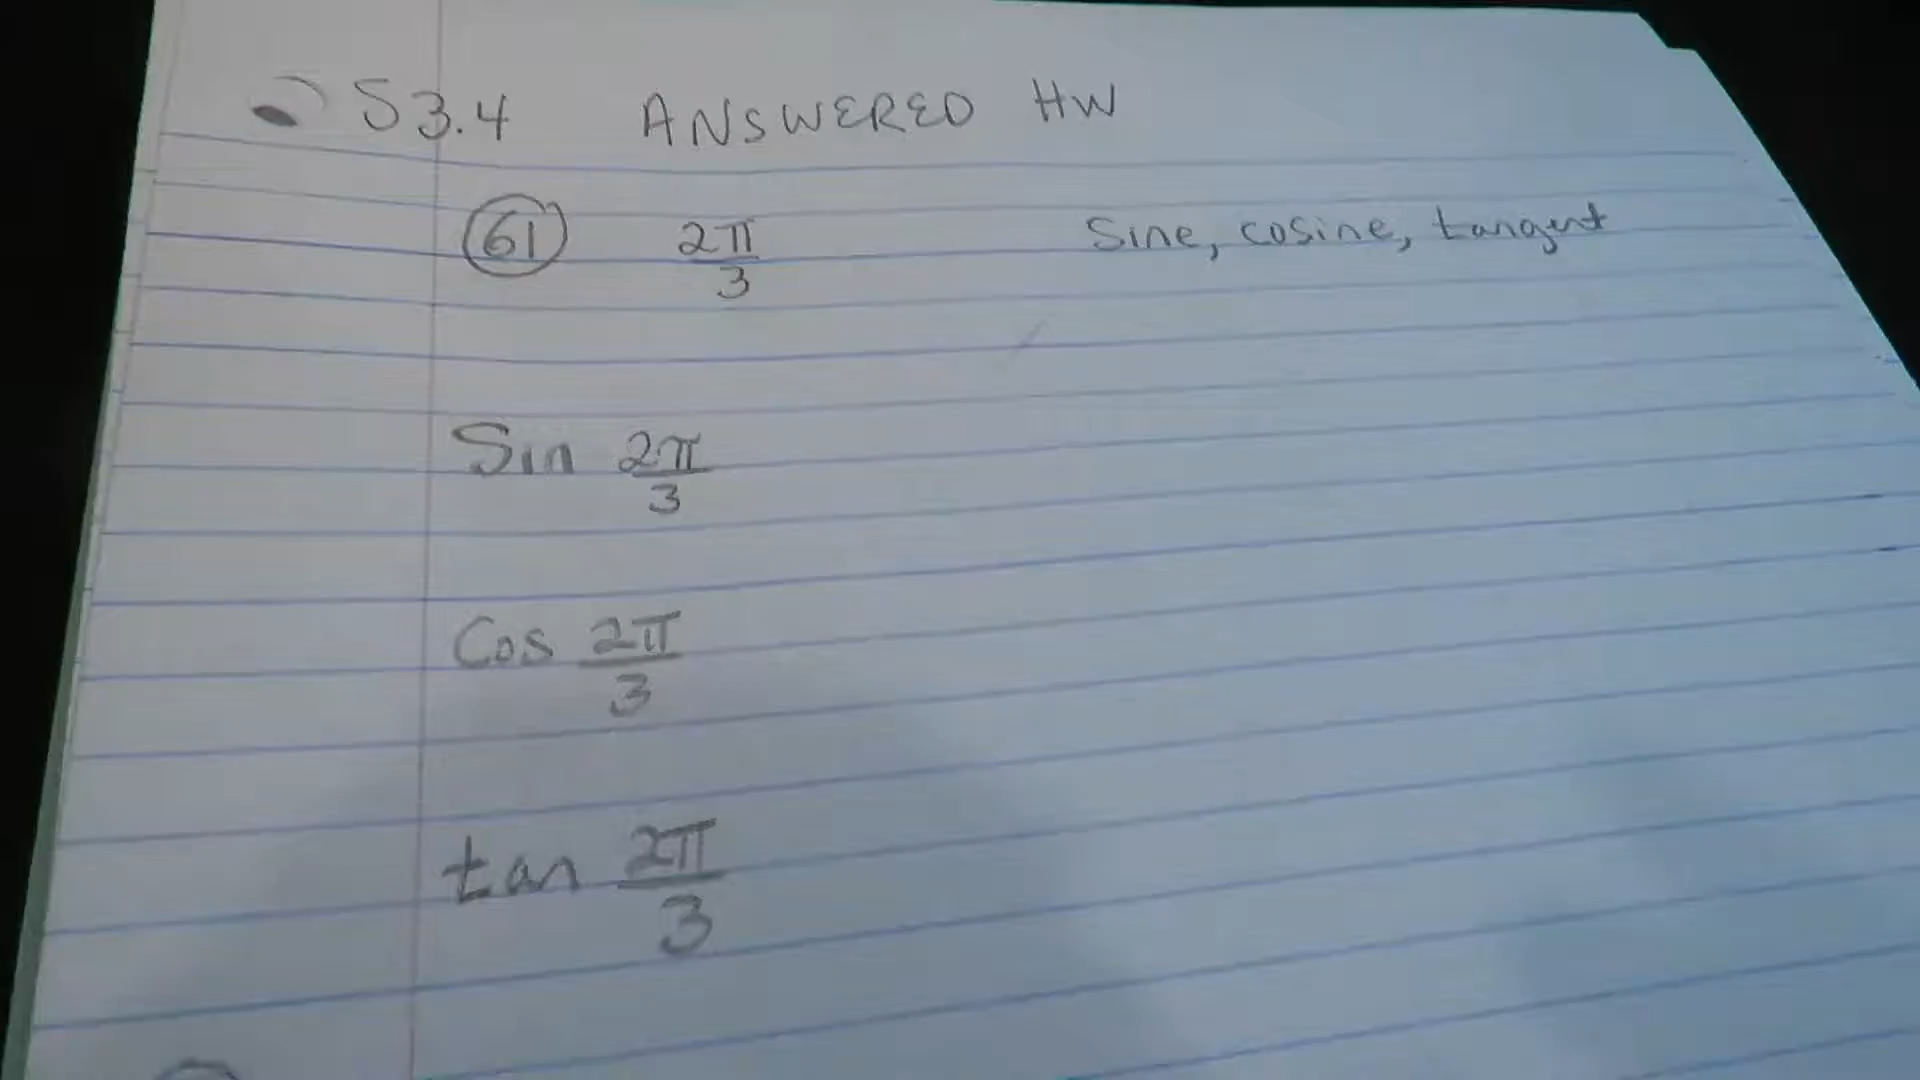 S3.4 ANSWERED HW
61 2π/3 Sine, cosine, tangent
Sin 2π/3
Cos 2π/3
tan 2π/3